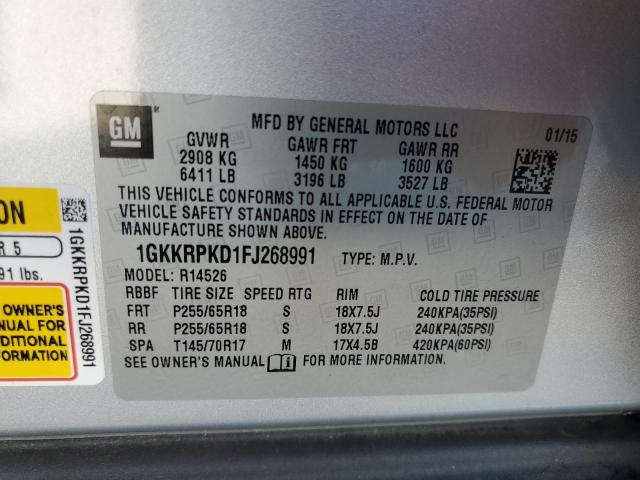 GM
MFD BY GENERAL MOTORS LLC 01/15
GVWR GAWR FRT GAWR RR
2908 KG 1450 KG 1600 KG
6411 LB 3196 LB 3527 LB
THIS VEHICLE CONFORMS TO ALL APPLICABLE U.S. FEDERAL MOTOR
VEHICLE SAFETY STANDARDS IN EFFECT ON THE DATE OF
MANUFACTURE SHOWN ABOVE.
1GKKRPKD1FJ268991 TYPE: M.P.V.
MODEL: R14526
RBBF TIRE SIZE SPEED RTG RIM COLD TIRE PRESSURE
FRT P255/65R18 S 18X7.5J 240KPA(35PSI)
RR P255/65R18 S 18X7.5J 240KPA(35PSI)
SPA T145/70R17 M 17X4.5B 420KPA(60PSI)
SEE OWNER'S MANUAL FOR MORE INFORMATION.
ON
R 5
91 lbs.
OWNER'S
FOR
1GKKRPKD1FJ268991